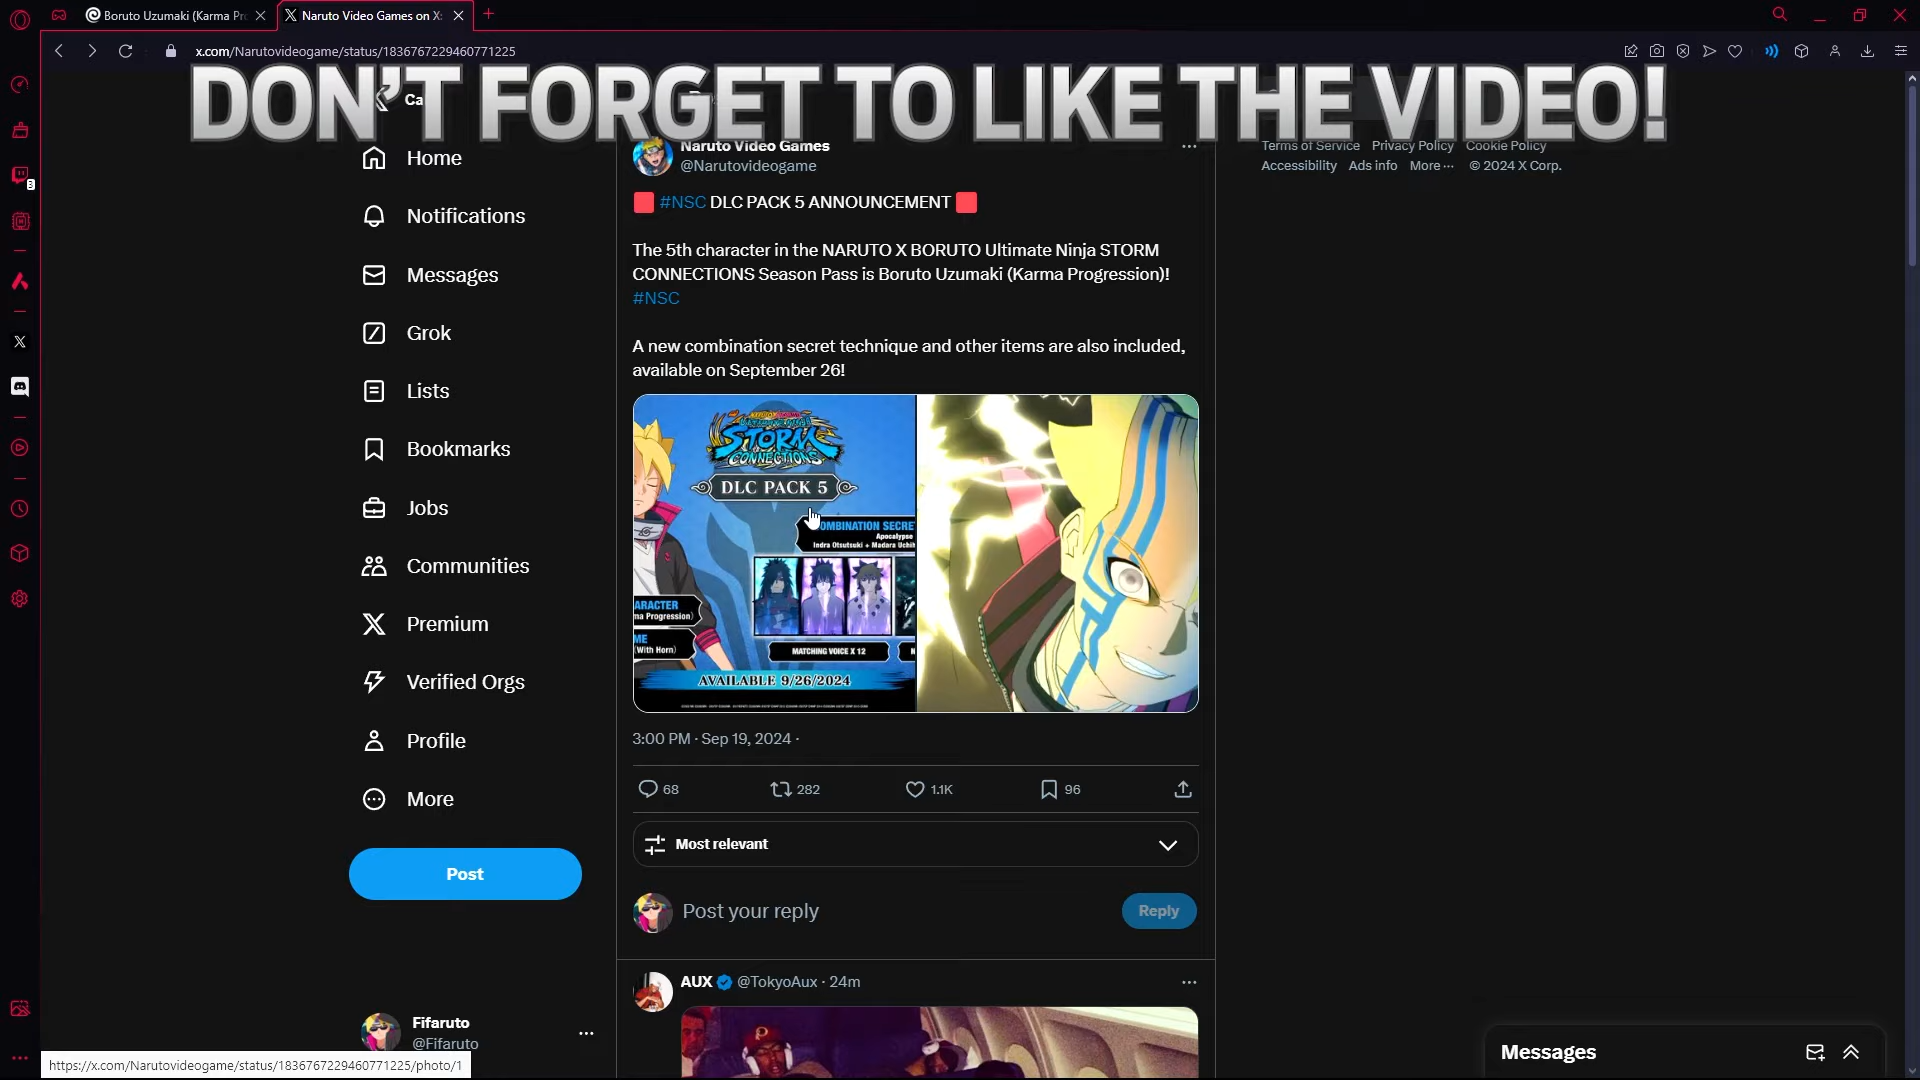 Boruto Uzumaki (Karma Pr
Naruto Video Games on X:
x.com/Narutovideogame/status/1836767229460771225
DON'T FORGET TO LIKE THE VIDEO!
3
Home
Notifications
Messages
Grok
Lists
Bookmarks
Jobs
Communities
Premium
Verified Orgs
Profile
More
Post
Fifaruto
@Fifaruto
https://x.com/Narutovideogame/status/1836767229460771225/photo/1
Naruto Video Games
@Narutovideogame
#NSC DLC PACK 5 ANNOUNCEMENT
The 5th character in the NARUTO X BORUTO Ultimate Ninja STORM
CONNECTIONS Season Pass is Boruto Uzumaki (Karma Progression)!
#NSC
A new combination secret technique and other items are also included,
available on September 26!
STORM
CONNECTIONS
DLC PACK 5
OMBINATION SECRE
Apocalypse
Indra Otsutsuki + Madara Uchih
ARACTER
ma Progression)
ME
(With Horn)
MATCHING VOICE X 12
AVAILABLE 9/26/2024
3:00 PM · Sep 19, 2024 ·
68
282
1.1K
96
Most relevant
Post your reply
Reply
AUX @TokyoAux · 24m
Terms of Service Privacy Policy Cookie Policy
Accessibility Ads info More ··· © 2024 X Corp.
Messages